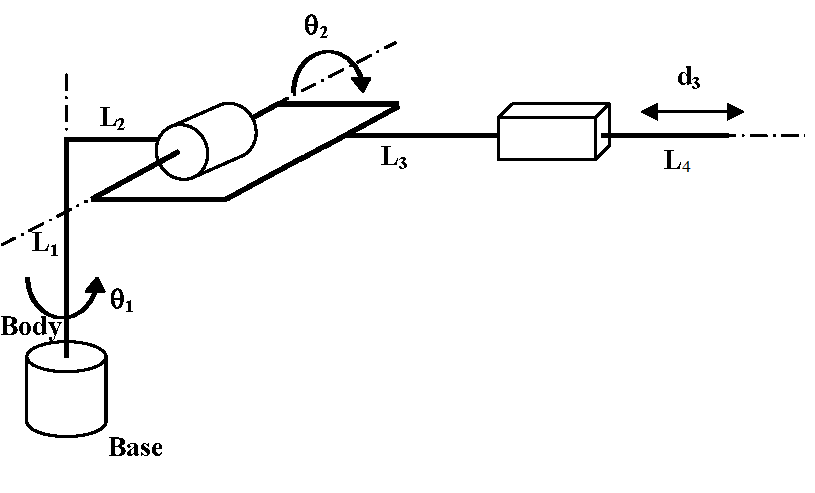 θ₂
d₃
L₂
L₃
L₄
L₁
θ₁
Body
Base